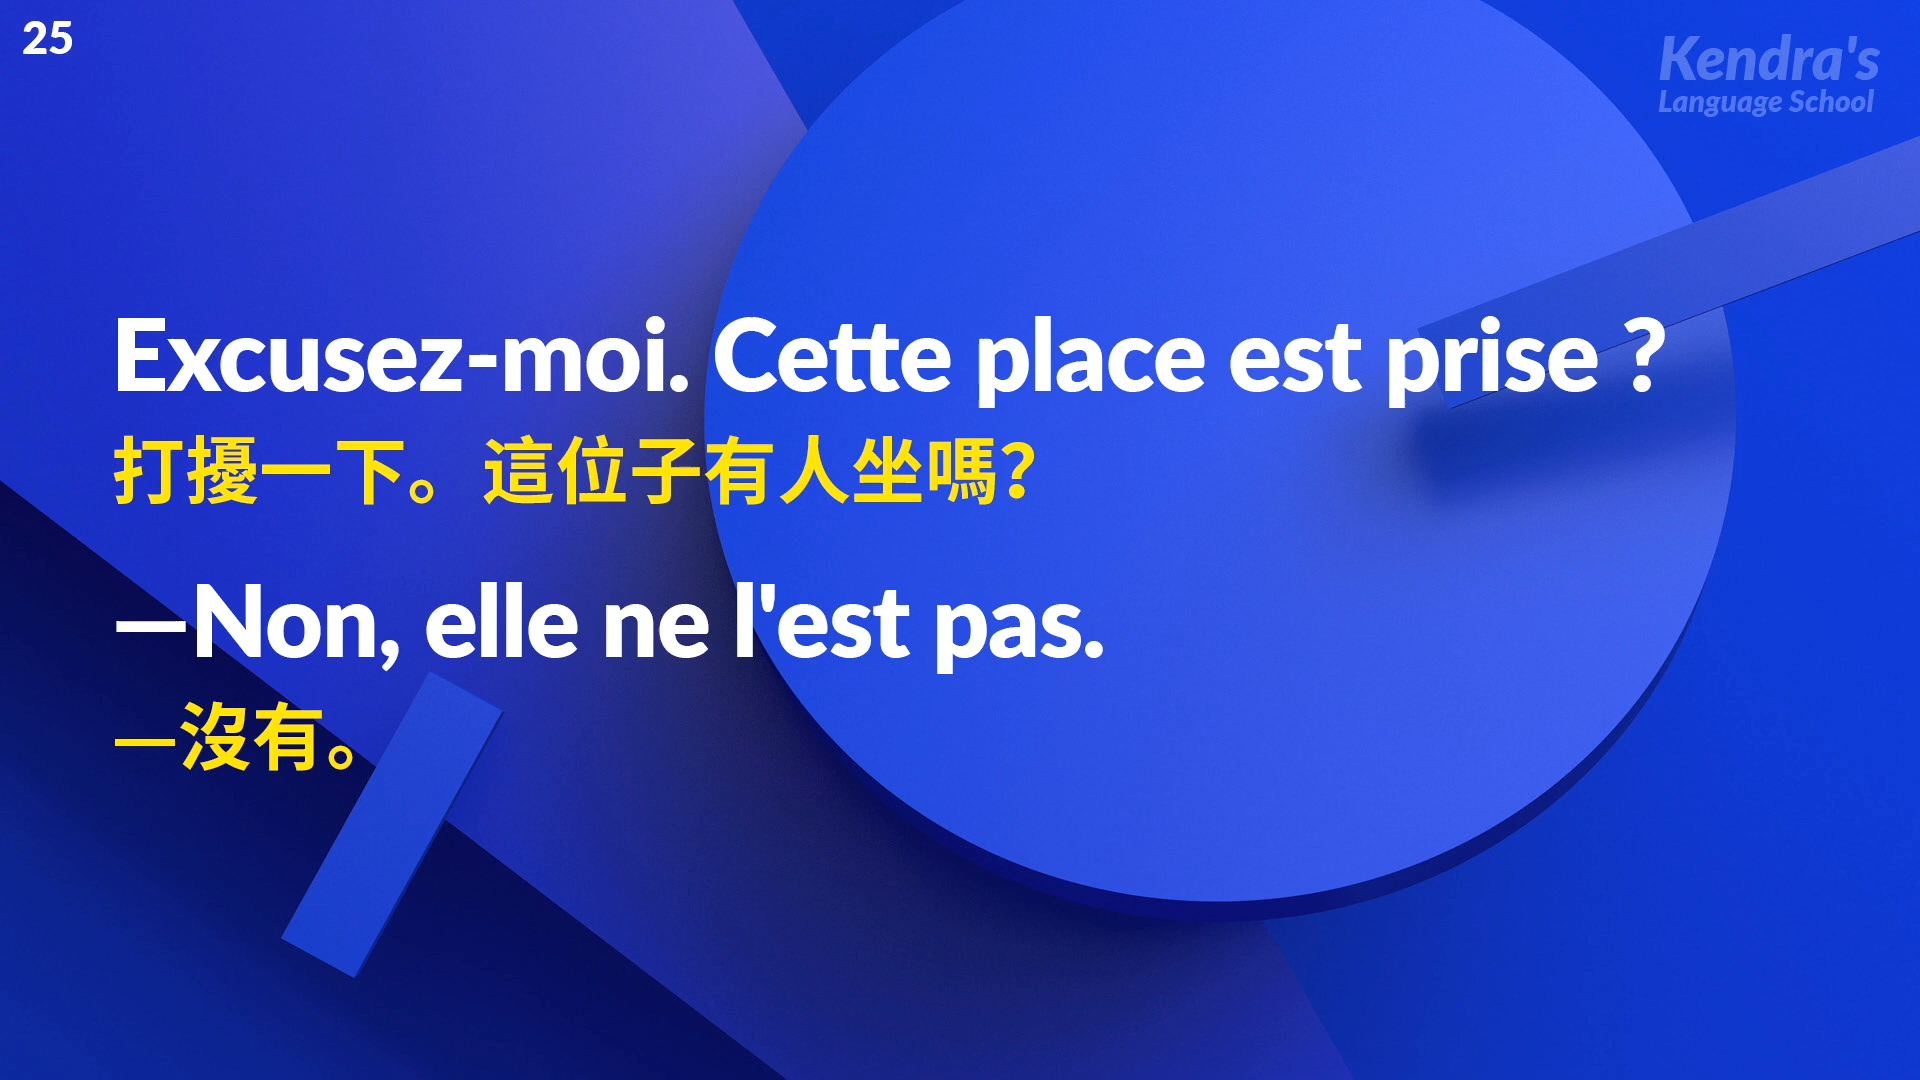 25
Kendra's
Language School
Excusez-moi. Cette place est prise ?
打擾一下。這位子有人坐嗎？
—Non, elle ne l'est pas.
—沒有。